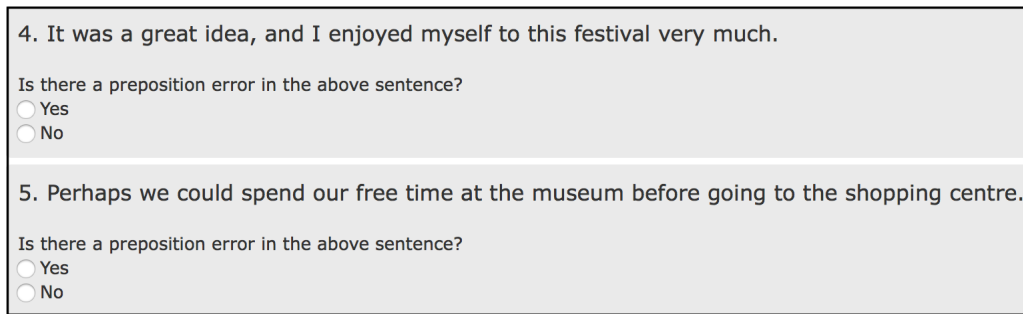 4. It was a great idea, and I enjoyed myself to this festival very much.
Is there a preposition error in the above sentence?
Yes
No
5. Perhaps we could spend our free time at the museum before going to the shopping centre.
Is there a preposition error in the above sentence?
Yes
No